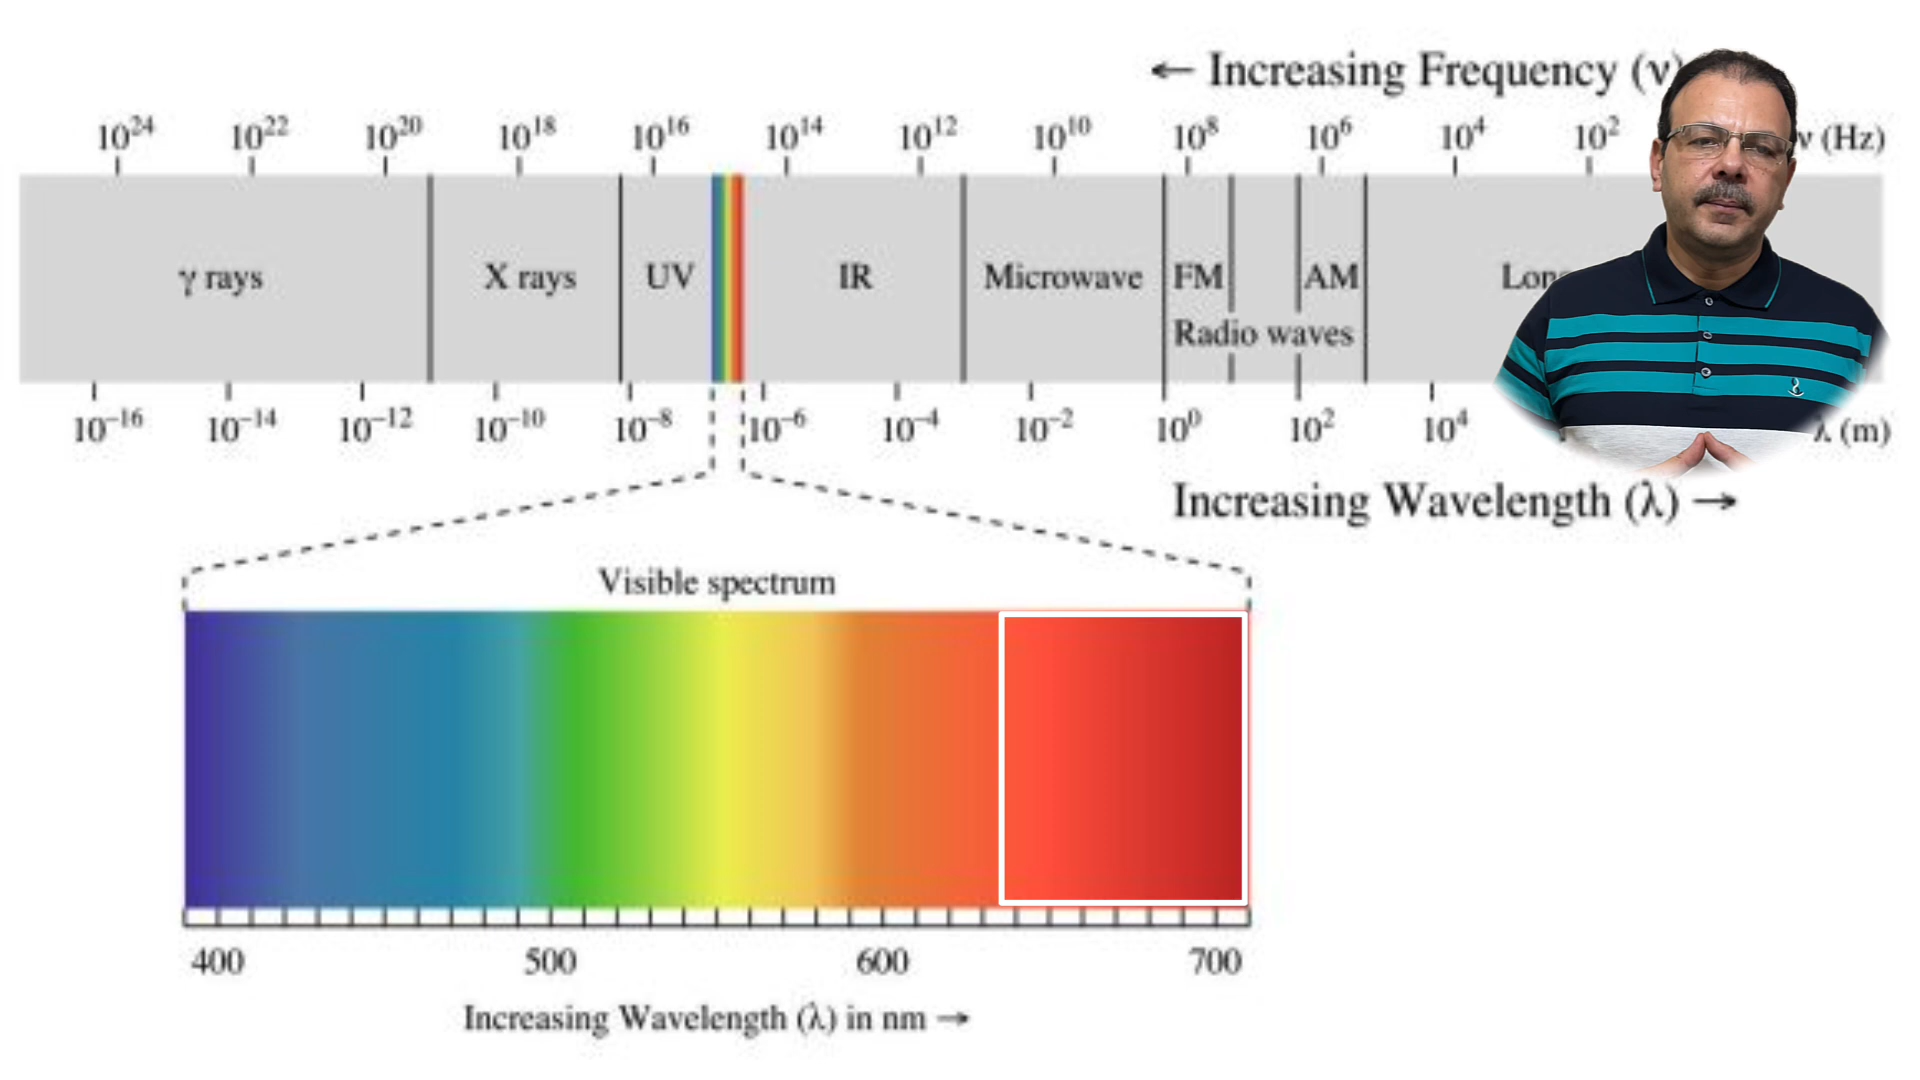 ← Increasing Frequency (ν)
10²⁴ 10²² 10²⁰ 10¹⁸ 10¹⁶ 10¹⁴ 10¹² 10¹⁰ 10⁸ 10⁶ 10⁴ 10² ν (Hz)
γ rays X rays UV IR Microwave FM AM
Radio waves
10⁻¹⁶ 10⁻¹⁴ 10⁻¹² 10⁻¹⁰ 10⁻⁸ 10⁻⁶ 10⁻⁴ 10⁻² 10⁰ 10² 10⁴ λ (m)
Increasing Wavelength (λ) →
Visible spectrum
400 500 600 700
Increasing Wavelength (λ) in nm →